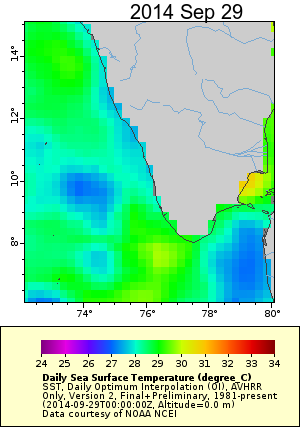 2014 Sep 29
14°
12°
10°
8°
74° 76° 78° 80°
24 25 26 27 28 29 30 31 32 33 34
Daily Sea Surface Temperature (degree_C)
SST, Daily Optimum Interpolation (OI), AVHRR
Only, Version 2, Final+Preliminary, 1981-present
(2014-09-29T00:00:00Z, Altitude=0.0 m)
Data courtesy of NOAA NCEI